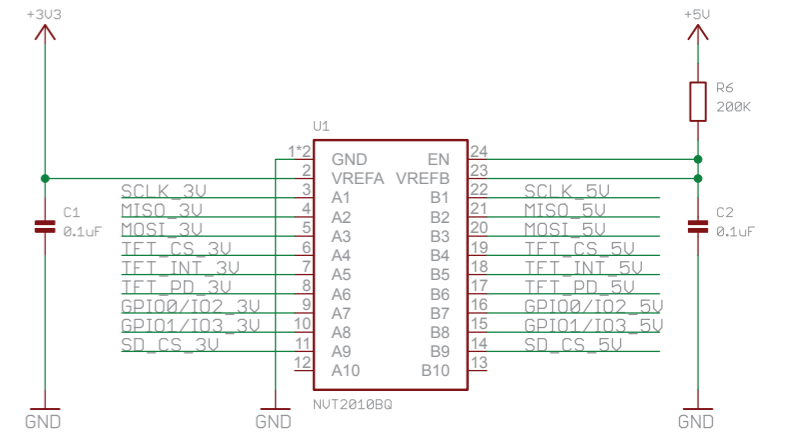 +3V3
+5V
R6
200K
U1
1*2 GND EN 24
2 VREFA VREFB 23
SCLK_3V 3 A1 B1 22 SCLK_5V
MISO_3V 4 A2 B2 21 MISO_5V
MOSI_3V 5 A3 B3 20 MOSI_5V
TFT_CS_3V 6 A4 B4 19 TFT_CS_5V
TFT_INT_3V 7 A5 B5 18 TFT_INT_5V
TFT_PD_3V 8 A6 B6 17 TFT_PD_5V
GPIO0/IO2_3V 9 A7 B7 16 GPIO0/IO2_5V
GPIO1/IO3_3V 10 A8 B8 15 GPIO1/IO3_5V
SD_CS_3V 11 A9 B9 14 SD_CS_5V
12 A10 B10 13
C1
0.1uF
C2
0.1uF
NVT2010BQ
GND
GND
GND